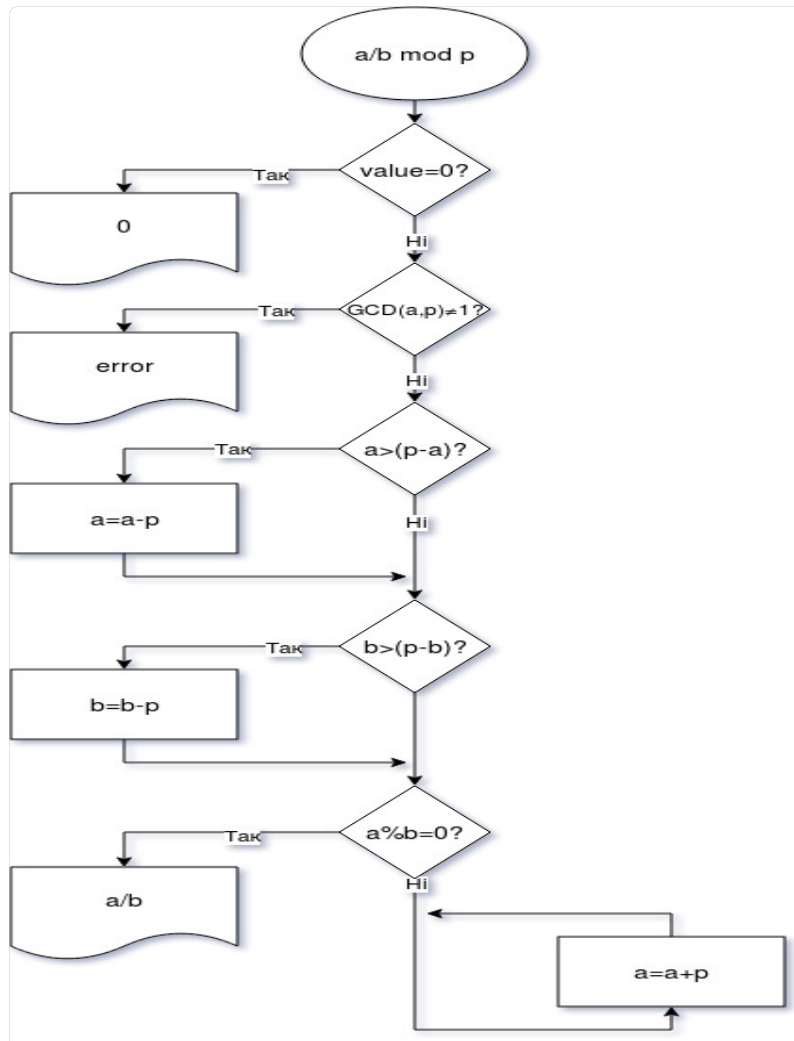 a/b mod p
value=0?
Так
0
Ні
GCD(a,p)≠1?
Так
error
Ні
a>(p-a)?
Так
a=a-p
Ні
b>(p-b)?
Так
b=b-p
a%b=0?
Так
a/b
Ні
a=a+p